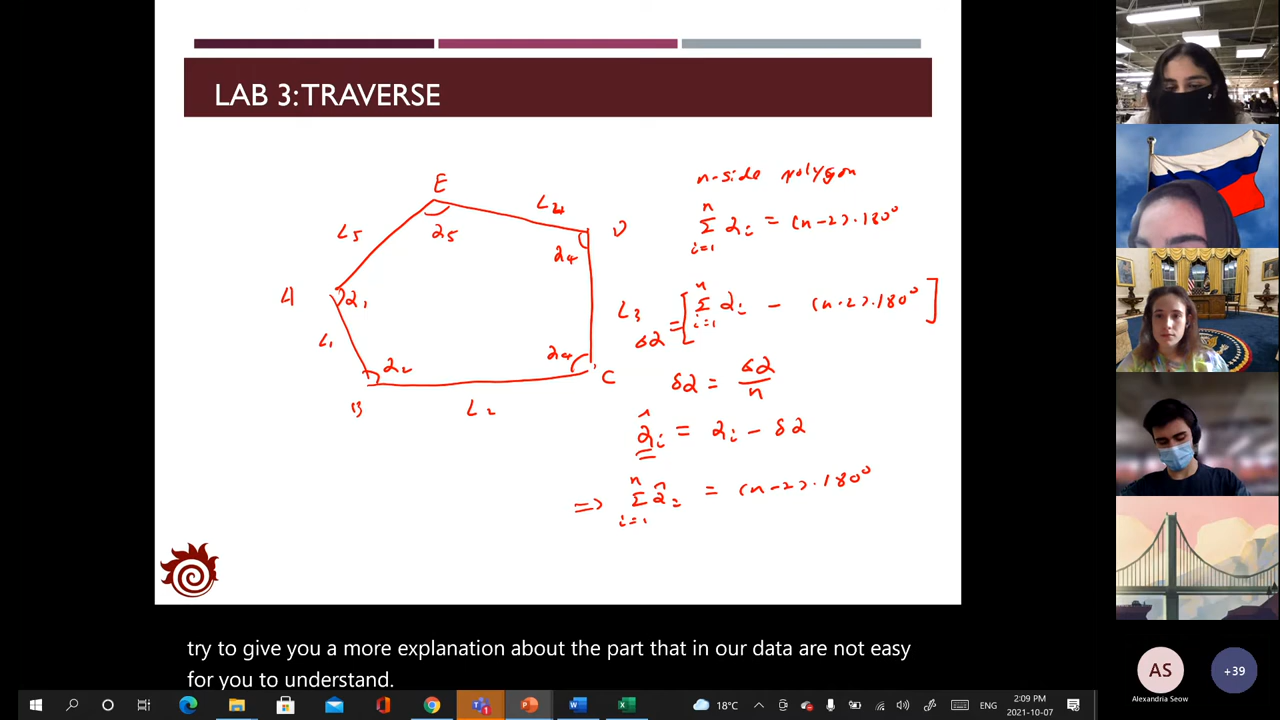 LAB 3: TRAVERSE
E
L4
L5
α5
D
α4
A
α1
L1
α2
L3
α4
C
B
L2
n-side polygon
n
Σ αi = (n-2).180°
i=1
n
Δα = [ Σ αi - (n-2).180° ]
i=1
δα = Δα
n
α̂i = αi - δα
n
=> Σ α̂i = (n-2).180°
i=1
try to give you a more explanation about the part that in our data are not easy
for you to understand.
AS
Alexandria Seow
+39
18°C
ENG
2:09 PM
2021-10-07